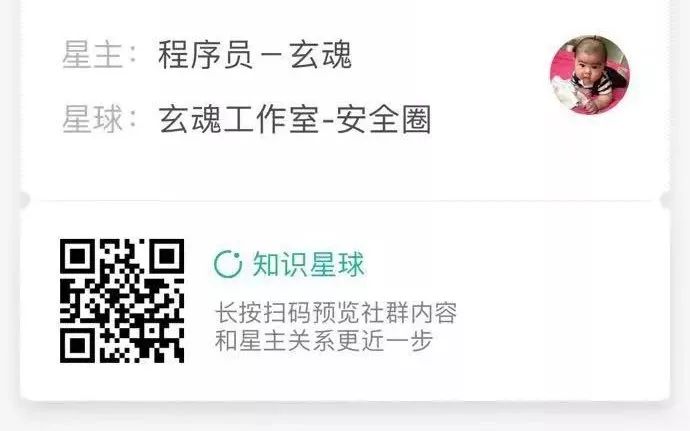 星主：程序员－玄魂
星球：玄魂工作室-安全圈
知识星球
长按扫码预览社群内容
和星主关系更近一步